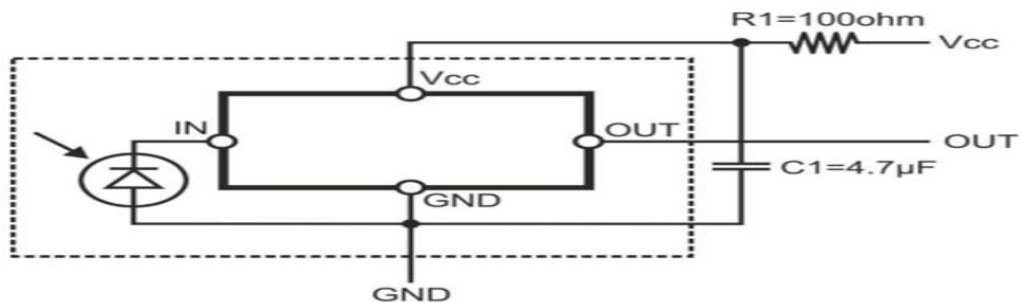 R1=100ohm
Vcc
Vcc
IN
OUT
OUT
C1=4.7µF
GND
GND